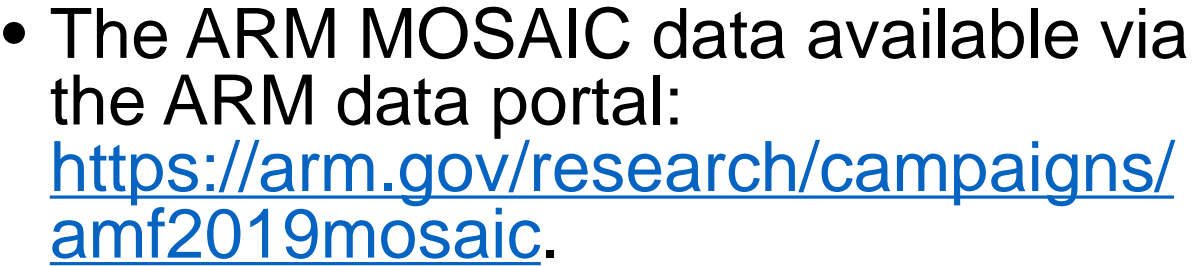 • The ARM MOSAIC data available via
the ARM data portal:
https://arm.gov/research/campaigns/
amf2019mosaic.